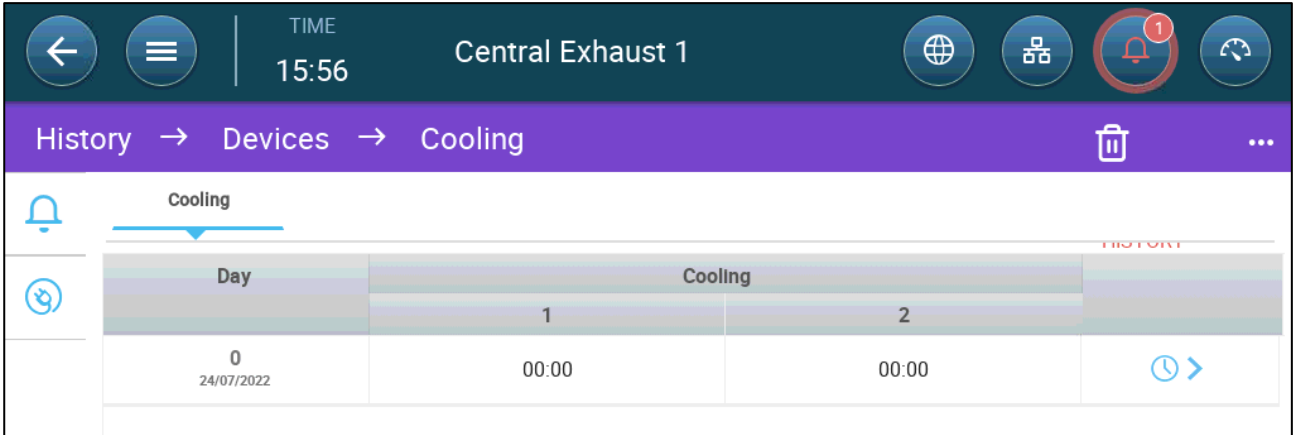 TIME
15:56
Central Exhaust 1
1
History → Devices → Cooling
Cooling
HISTORY
Day
Cooling
1
2
0
24/07/2022
00:00
00:00